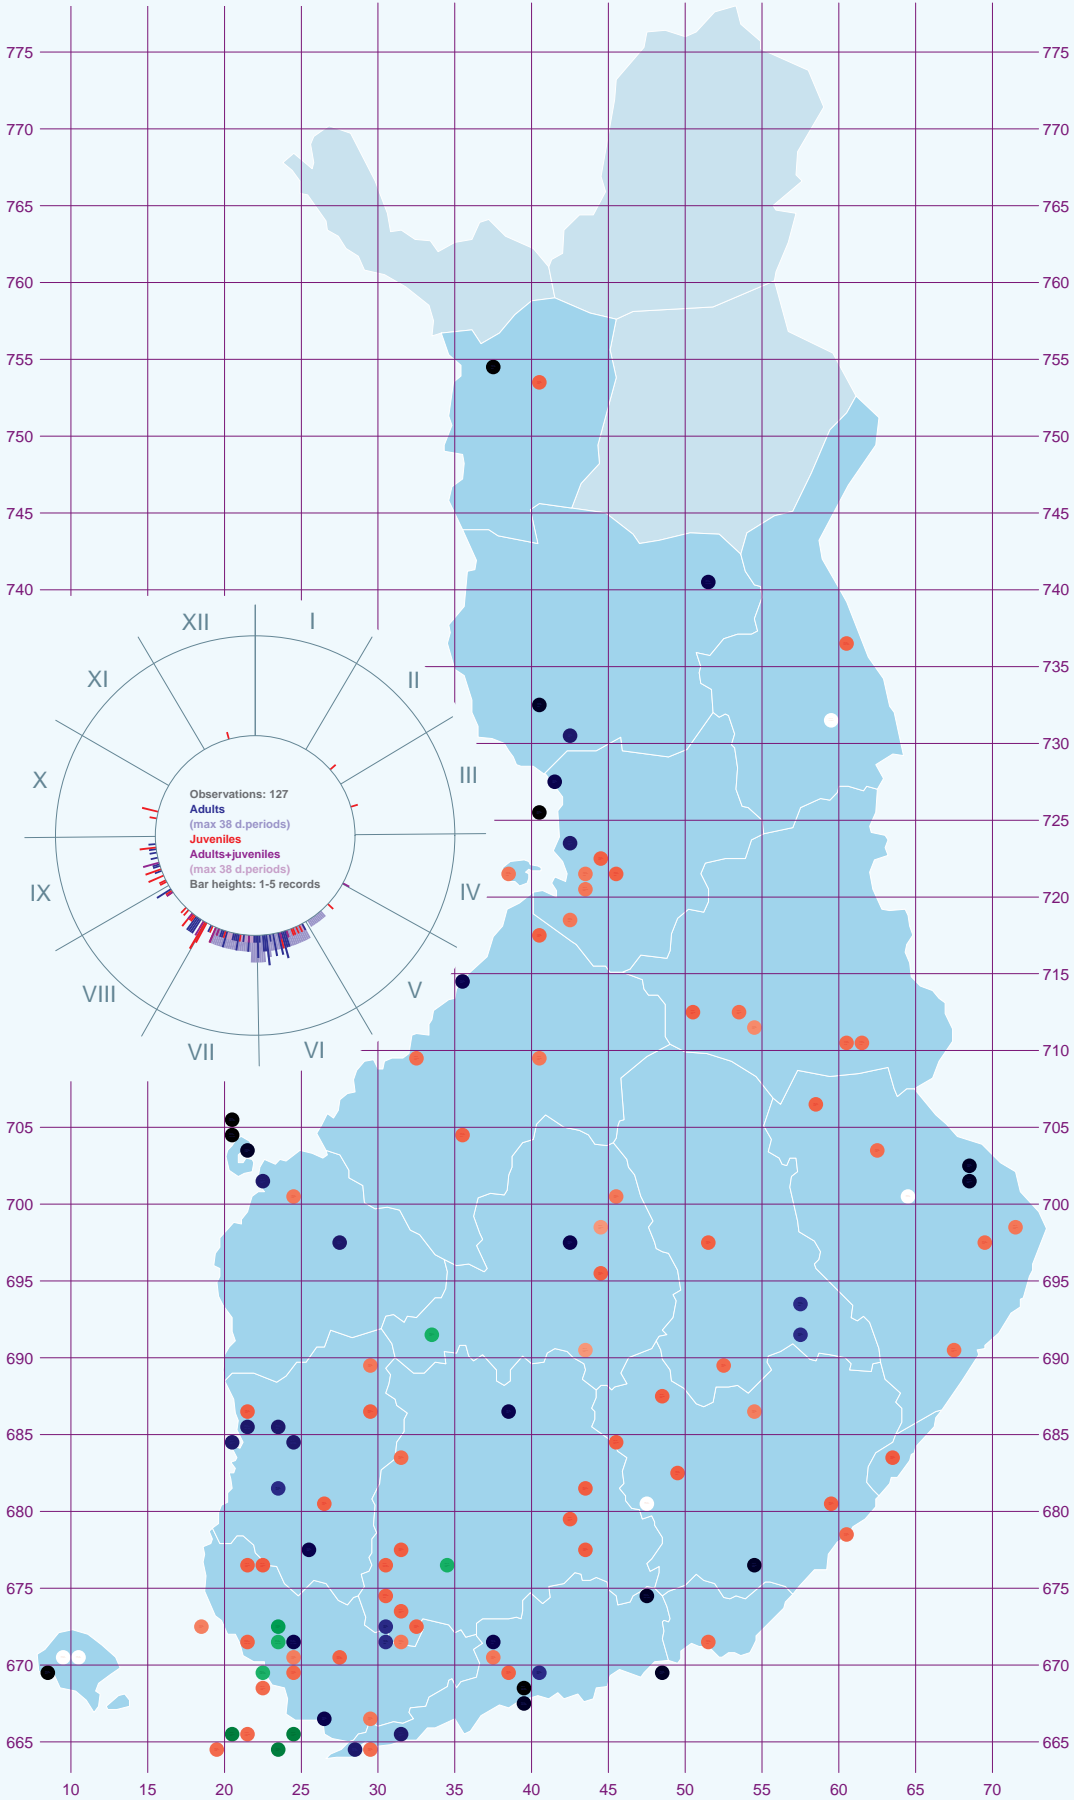 775 775
770 770
765 765
760 760
755 755
750 750
745 745
740 740
735
730
725
720
715
710
705 705
700 700
695 695
690 690
685 685
680 680
675 675
670 670
665 665
10 15 20 25 30 35 40 45 50 55 60 65 70
XII I
XI II
X III
IX IV
VIII V
VII VI
Observations: 127
Adults
(max 38 d.periods)
Juveniles
Adults+juveniles
(max 38 d.periods)
Bar heights: 1-5 records